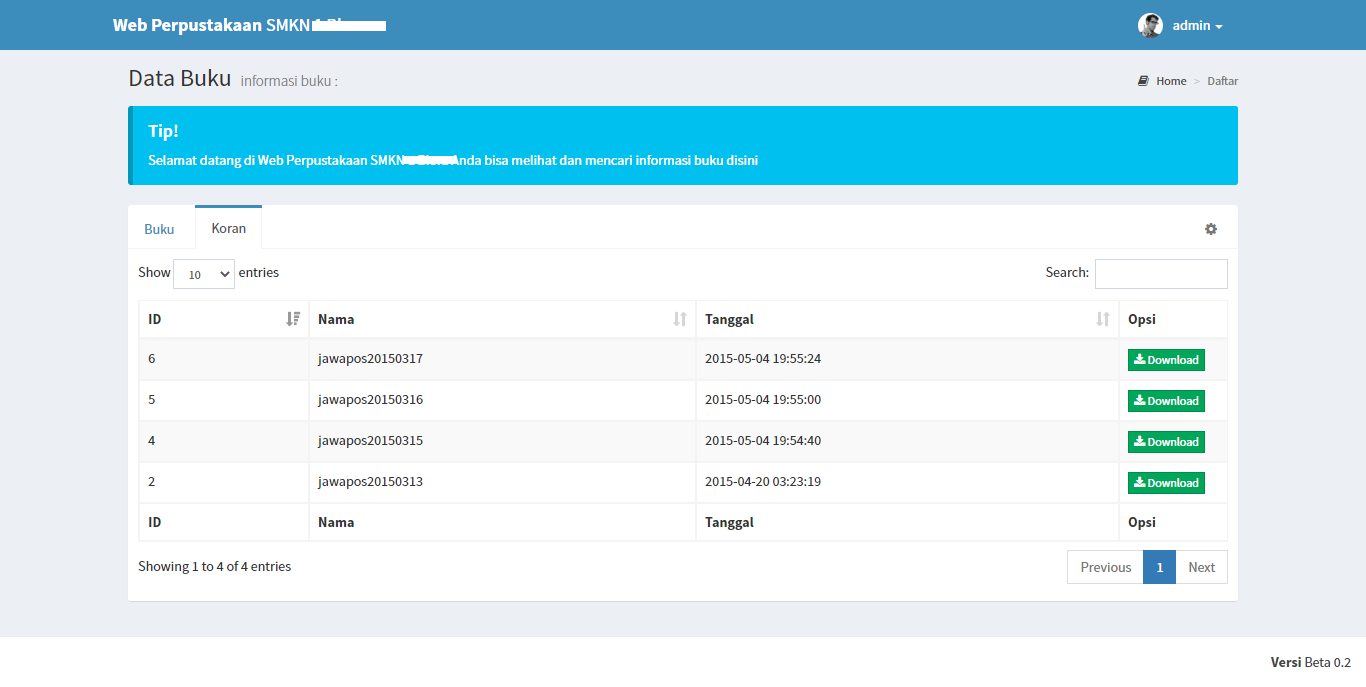 Web Perpustakaan SMKN
admin
Data Buku informasi buku :
Home > Daftar
Tip!
Selamat datang di Web Perpustakaan SMKN Anda bisa melihat dan mencari informasi buku disini
Buku Koran
Show 10 entries Search:
ID Nama Tanggal Opsi
6 jawapos20150317 2015-05-04 19:55:24 Download
5 jawapos20150316 2015-05-04 19:55:00 Download
4 jawapos20150315 2015-05-04 19:54:40 Download
2 jawapos20150313 2015-04-20 03:23:19 Download
ID Nama Tanggal Opsi
Showing 1 to 4 of 4 entries Previous 1 Next
Versi Beta 0.2